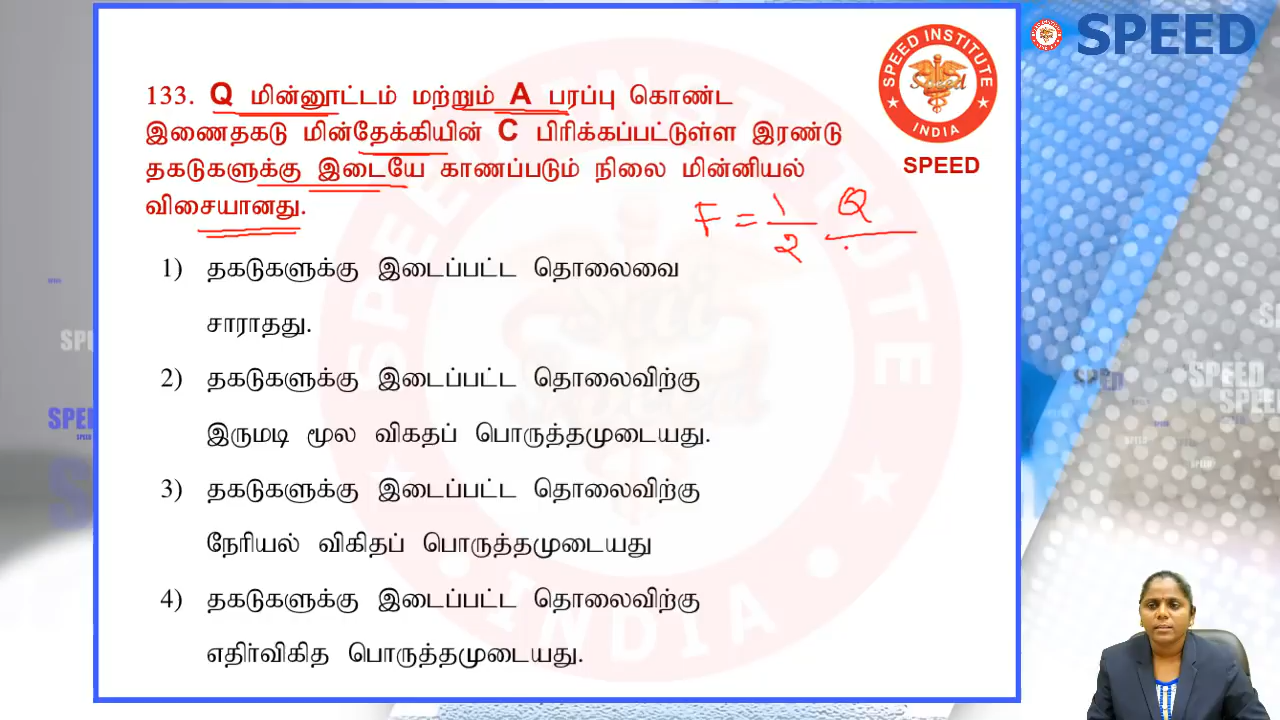 SPEED
SPEED INSTITUTE
Speed
INDIA
SPEED
133. Q மின்னூட்டம் மற்றும் A பரப்பு கொண்ட
இணைதகடு மின்தேக்கியின் C பிரிக்கப்பட்டுள்ள இரண்டு
தகடுகளுக்கு இடையே காணப்படும் நிலை மின்னியல்
விசையானது.
F = 1/2 Q
1) தகடுகளுக்கு இடைப்பட்ட தொலைவை
சாராதது.
2) தகடுகளுக்கு இடைப்பட்ட தொலைவிற்கு
இருமடி மூல விகதப் பொருத்தமுடையது.
3) தகடுகளுக்கு இடைப்பட்ட தொலைவிற்கு
நேரியல் விகிதப் பொருத்தமுடையது
4) தகடுகளுக்கு இடைப்பட்ட தொலைவிற்கு
எதிர்விகித பொருத்தமுடையது.